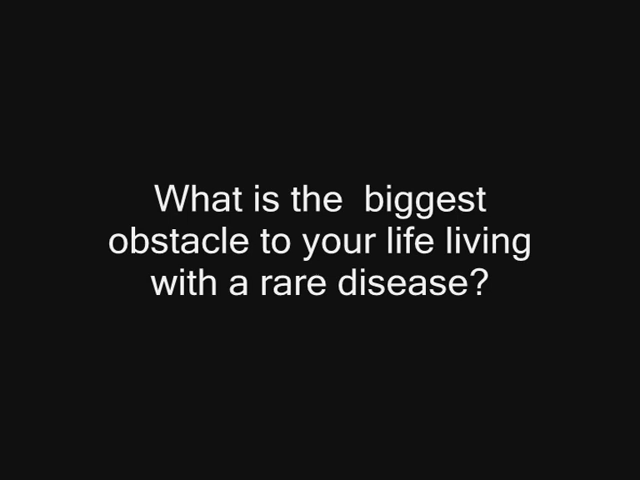 What is the  biggest
obstacle to your life living
with a rare disease?